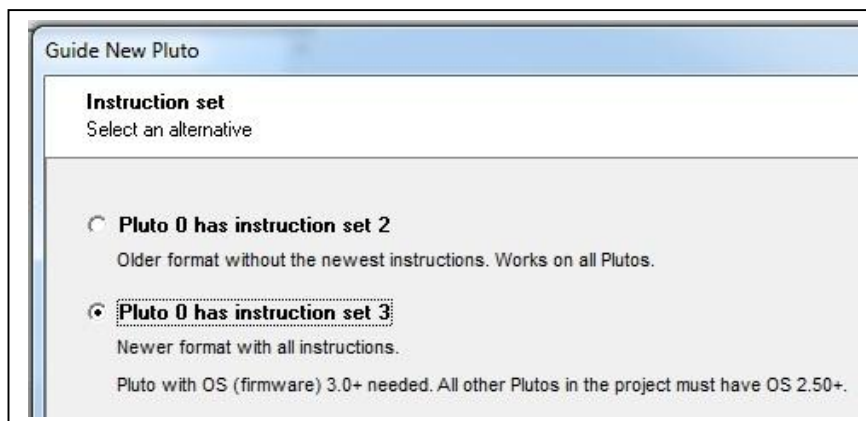 Guide New Pluto
Instruction set
Select an alternative
Pluto 0 has instruction set 2
Older format without the newest instructions. Works on all Plutos.
Pluto 0 has instruction set 3
Newer format with all instructions.
Pluto with OS (firmware) 3.0+ needed. All other Plutos in the project must have OS 2.50+.